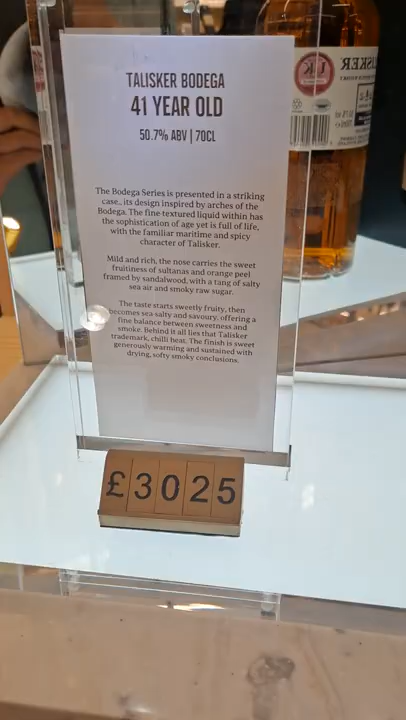 TALISKER BODEGA
41 YEAR OLD
50.7% ABV | 70CL
The Bodega Series is presented in a striking
case.. its design inspired by arches of the
Bodega. The fine textured liquid within has
the sophistication of age yet is full of life,
with the familiar maritime and spicy
character of Talisker.
Mild and rich, the nose carries the sweet
fruitiness of sultanas and orange peel
framed by sandalwood, with a tang of salty
sea air and smoky raw sugar.
The taste starts sweetly fruity, then
becomes sea salty and savoury, offering a
fine balance between sweetness and
smoke. Behind it all lies that Talisker
trademark, chilli heat. The finish is sweet
generously warming and sustained with
drying, softy smoky conclusions.
£3025